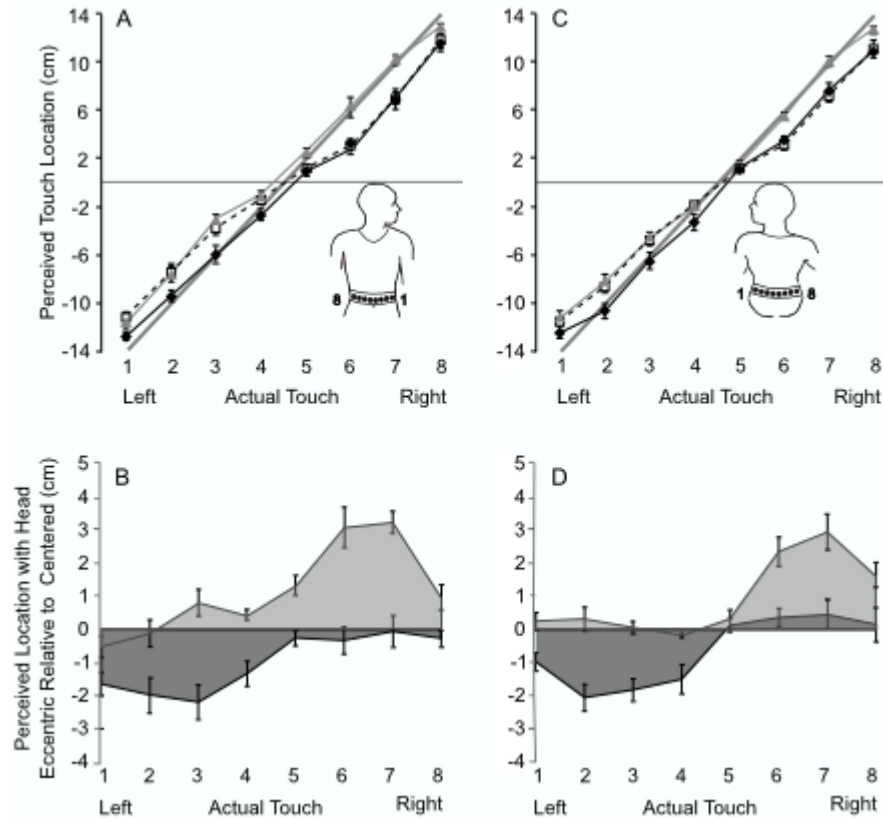 A
Perceived Touch Location (cm)
14
10
6
2
-2
-6
-10
-14
8 1
1 2 3 4 5 6 7 8
Left Actual Touch Right
C
14
10
6
2
-2
-6
-10
-14
1 8
1 2 3 4 5 6 7 8
Left Actual Touch Right
B
Perceived Location with Head
Eccentric Relative to Centered (cm)
5
4
3
2
1
0
-1
-2
-3
-4
1 2 3 4 5 6 7 8
Left Actual Touch Right
D
5
4
3
2
1
0
-1
-2
-3
-4
1 2 3 4 5 6 7 8
Left Actual Touch Right